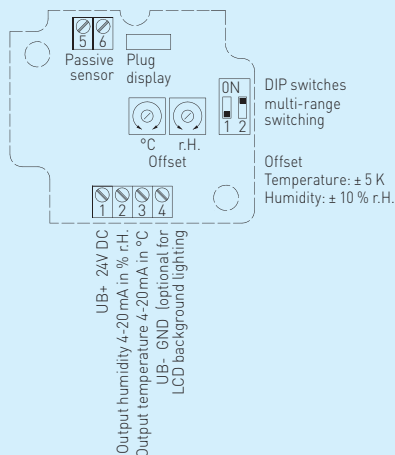 5 6
Passive
sensor
Plug
display
ON
1 2
DIP switches
multi-range
switching
°C
r.H.
Offset
Offset
Temperature: ± 5 K
Humidity: ± 10 % r.H.
1 2 3 4
UB+ 24V DC
Output humidity 4-20mA in % r.H.
Output temperature 4-20mA in °C
UB- GND (optional for
LCD background lighting